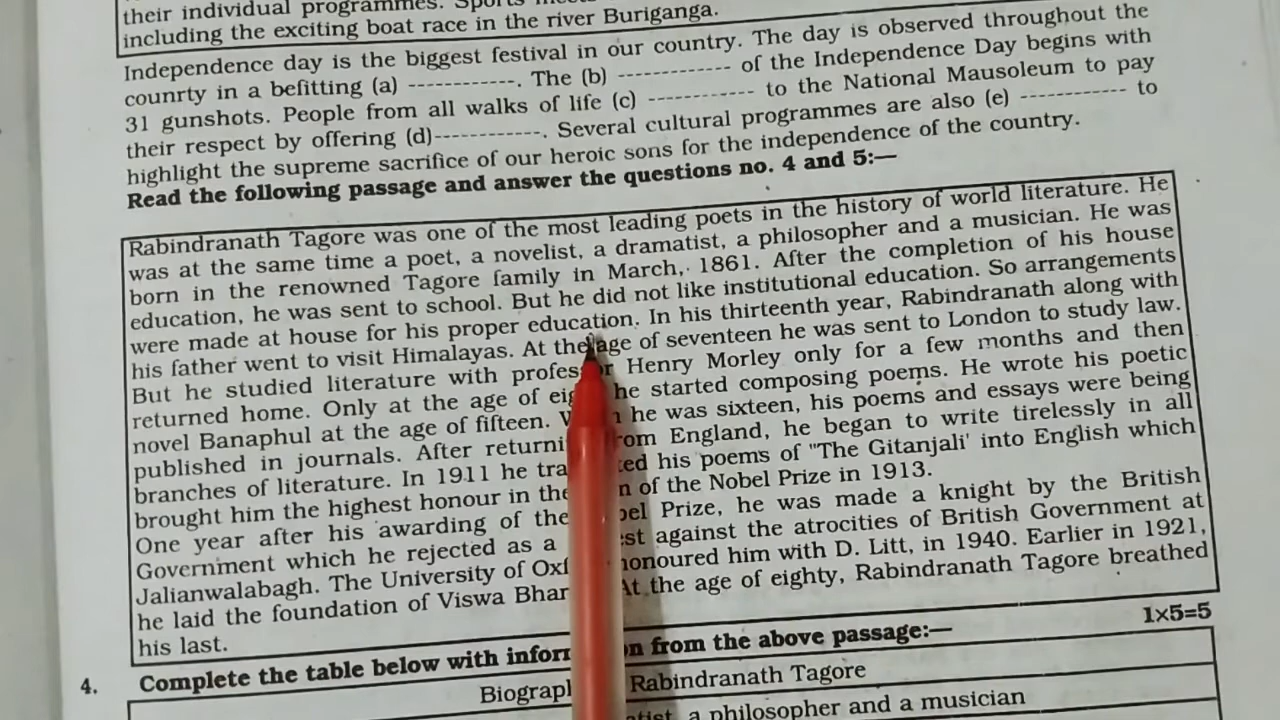 their individual programmes. Sports
including the exciting boat race in the river Buriganga.
Independence day is the biggest festival in our country. The day is observed throughout the
counrty in a befitting (a) -----------. The (b) ------------- of the Independence Day begins with
31 gunshots. People from all walks of life (c) ------------ to the National Mausoleum to pay
their respect by offering (d)------------. Several cultural programmes are also (e) ------------ to
highlight the supreme sacrifice of our heroic sons for the independence of the country.
Read the following passage and answer the questions no. 4 and 5:—
Rabindranath Tagore was one of the most leading poets in the history of world literature. He
was at the same time a poet, a novelist, a dramatist, a philosopher and a musician. He was
born in the renowned Tagore family in March, 1861. After the completion of his house
education, he was sent to school. But he did not like institutional education. So arrangements
were made at house for his proper education. In his thirteenth year, Rabindranath along with
his father went to visit Himalayas. At the age of seventeen he was sent to London to study law.
But he studied literature with professor Henry Morley only for a few months and then
returned home. Only at the age of he started composing poems. He wrote his poetic
novel Banaphul at the age of fifteen. he was sixteen, his poems and essays were being
published in journals. After England, he began to write tirelessly in all
branches of literature. In 1911 he his poems of "The Gitanjali' into English which
brought him the highest honour in the of the Nobel Prize in 1913.
One year after his awarding of the Prize, he was made a knight by the British
Government which he rejected as a against the atrocities of British Government at
Jalianwalabagh. The University of honoured him with D. Litt, in 1940. Earlier in 1921,
he laid the foundation of Viswa At the age of eighty, Rabindranath Tagore breathed
his last.
4. Complete the table below with from the above passage:— 1×5=5
Rabindranath Tagore
a philosopher and a musician